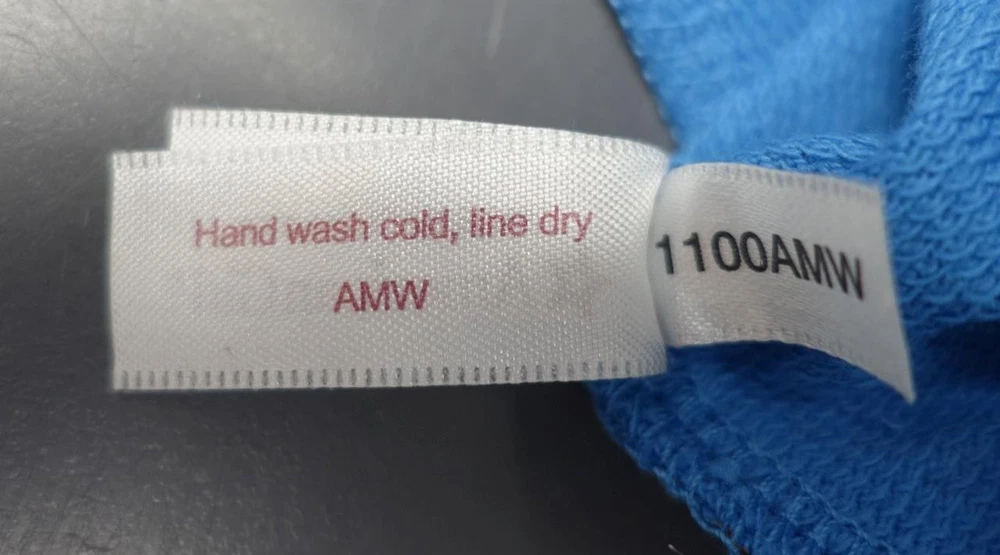 Hand wash cold, line dry
AMW
1100AMW